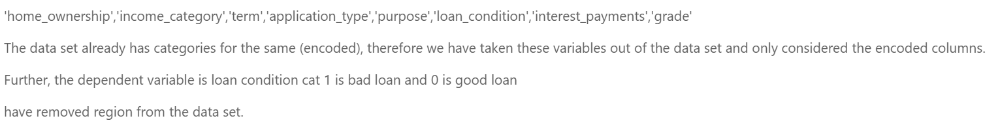 'home_ownership','income_category','term','application_type','purpose','loan_condition','interest_payments','grade'
The data set already has categories for the same (encoded), therefore we have taken these variables out of the data set and only considered the encoded columns.
Further, the dependent variable is loan condition cat 1 is bad loan and 0 is good loan
have removed region from the data set.